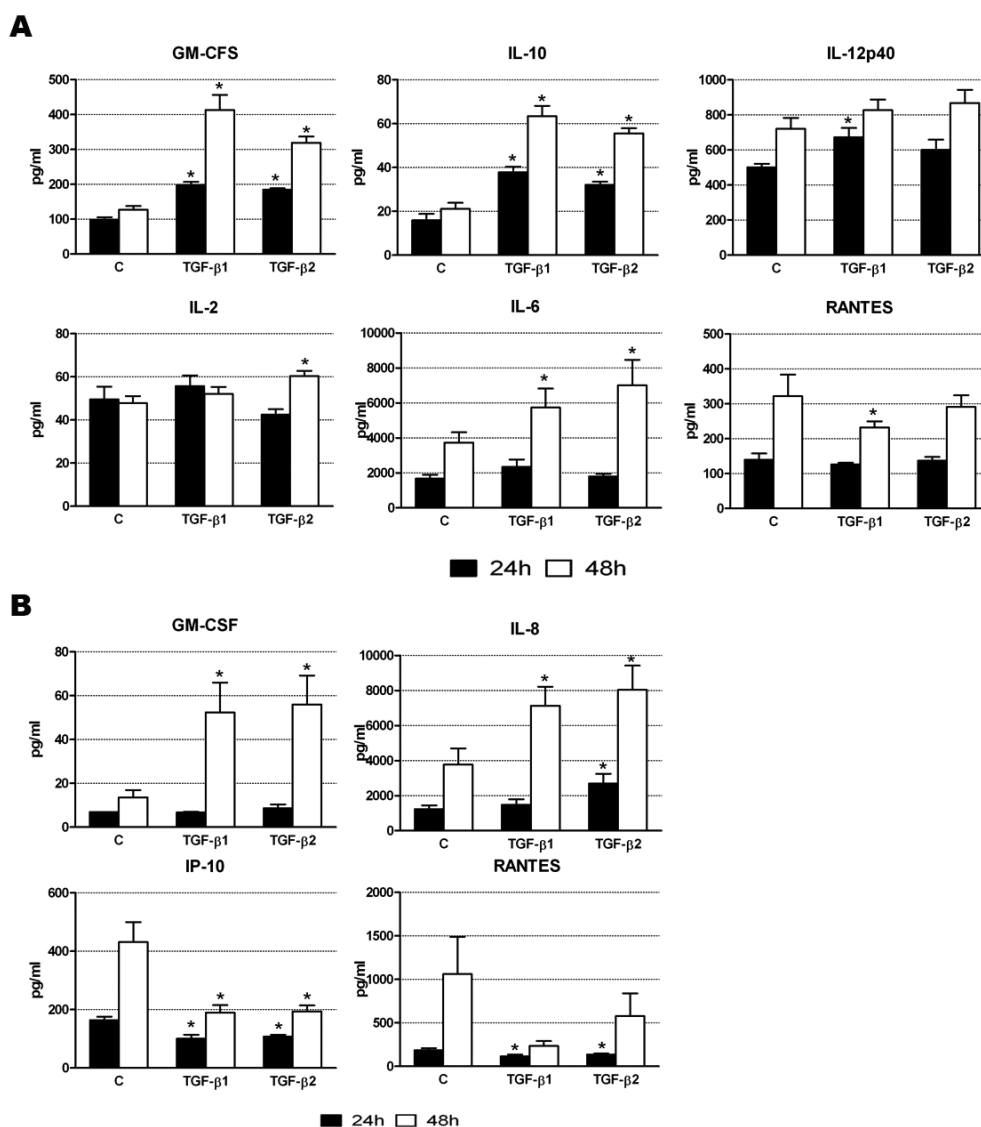 A
GM-CFS
500
400
300
200
100
0
pg/ml
* * * *
C TGF-β1 TGF-β2
IL-10
80
60
40
20
0
pg/ml
* * * *
C TGF-β1 TGF-β2
IL-12p40
1000
800
600
400
200
0
pg/ml
*
C TGF-β1 TGF-β2
IL-2
80
60
40
20
0
pg/ml
*
C TGF-β1 TGF-β2
IL-6
10000
8000
6000
4000
2000
0
pg/ml
* *
C TGF-β1 TGF-β2
RANTES
500
400
300
200
100
0
pg/ml
*
C TGF-β1 TGF-β2
24h 48h
B
GM-CSF
80
60
40
20
0
pg/ml
* *
C TGF-β1 TGF-β2
IL-8
10000
8000
6000
4000
2000
0
pg/ml
* * *
C TGF-β1 TGF-β2
IP-10
600
400
200
0
pg/ml
* * * *
C TGF-β1 TGF-β2
RANTES
2000
1500
1000
500
0
pg/ml
* *
C TGF-β1 TGF-β2
24h 48h